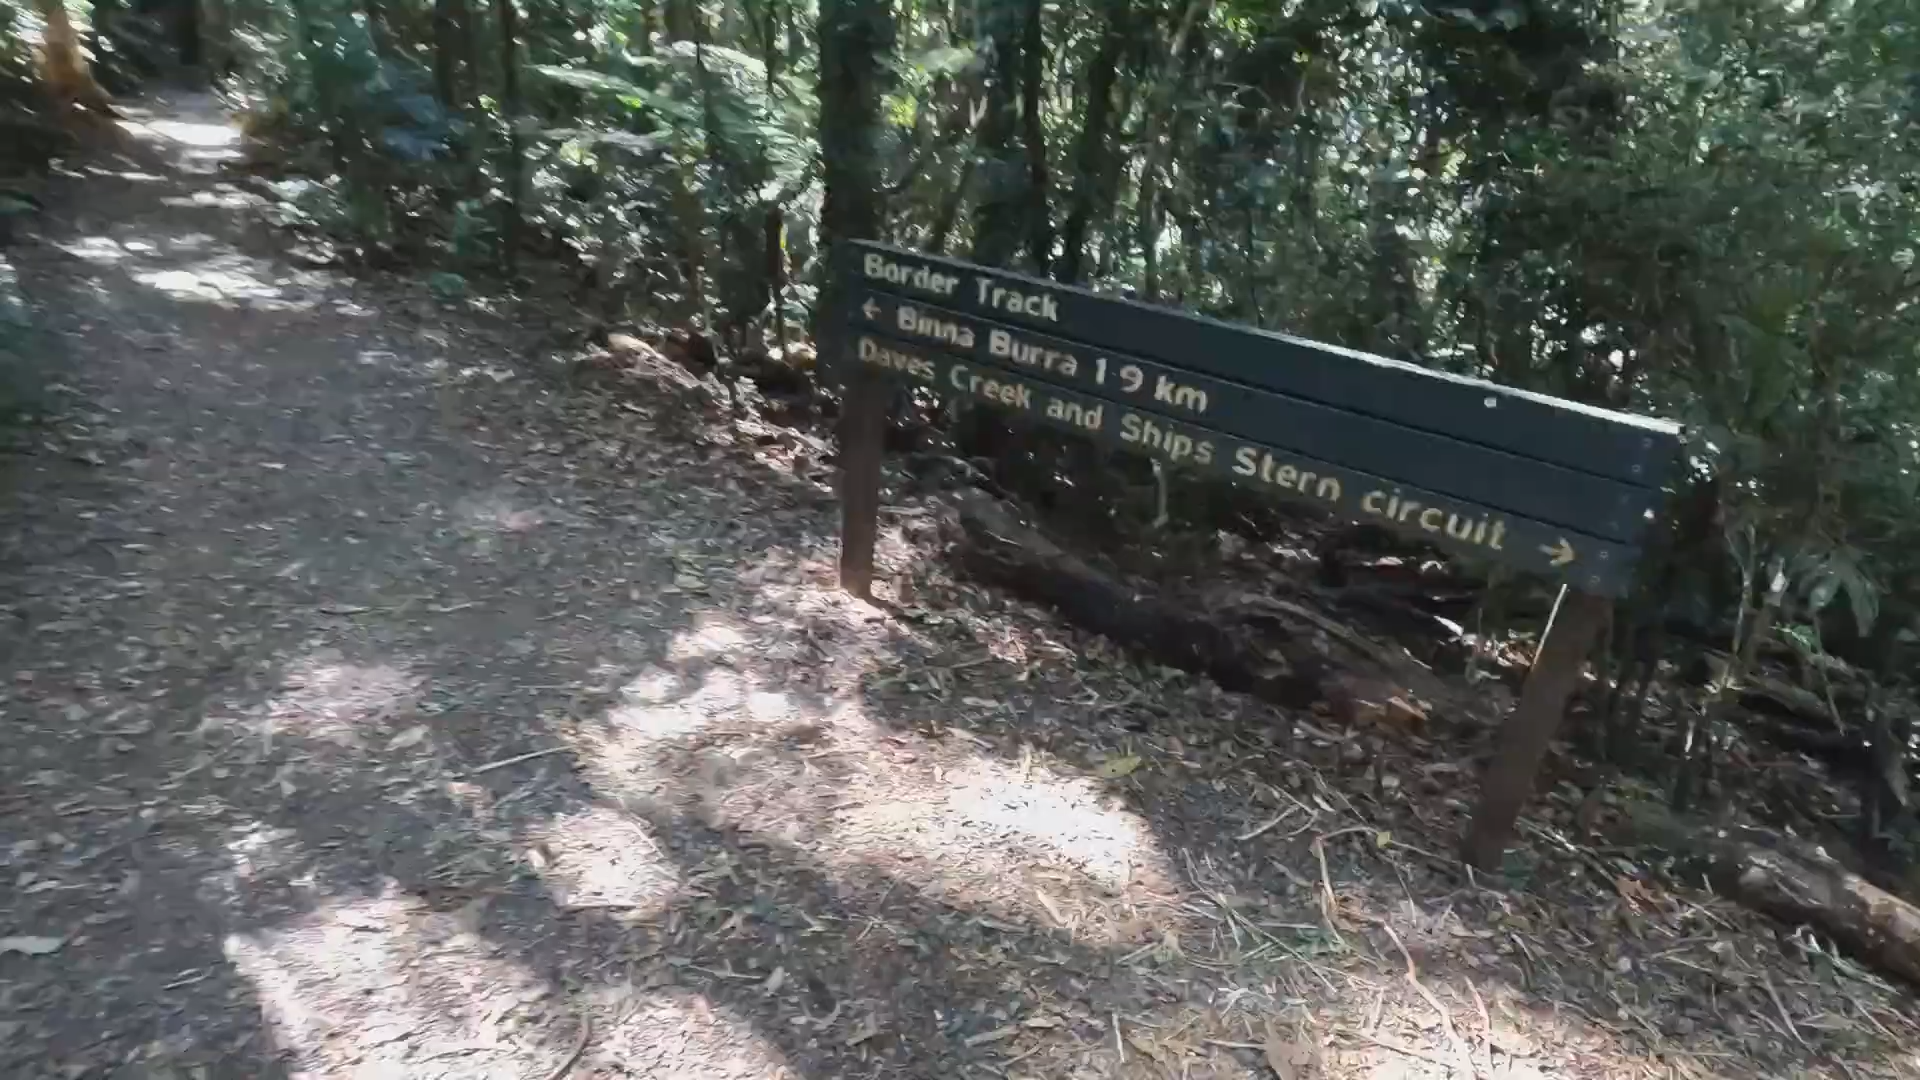 Border Track
← Binna Burra 1·9 km
Daves Creek and Ships Stern circuit →